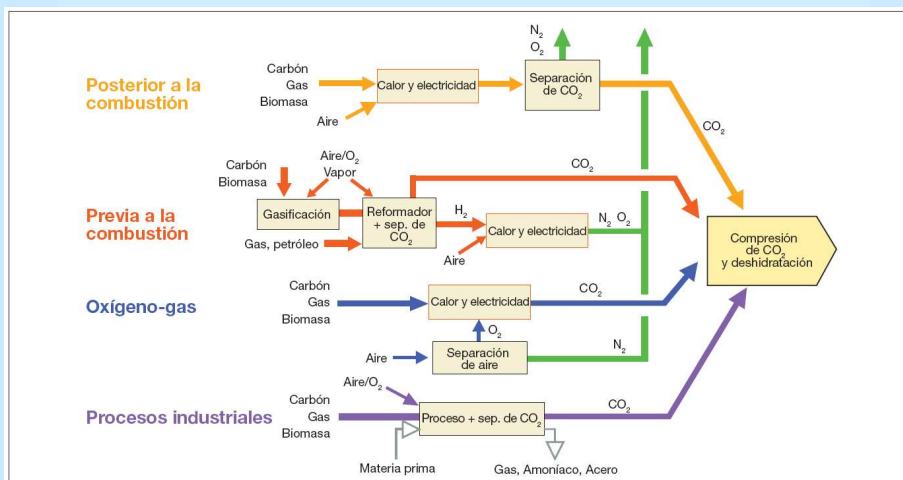 N₂
O₂
Posterior a la
combustión
Carbón
Gas
Biomasa
Aire
Calor y electricidad
Separación
de CO₂
CO₂
Previa a la
combustión
Carbón
Biomasa
Aire/O₂
Vapor
Gasificación
Gas, petróleo
Reformador
+ sep. de
CO₂
CO₂
H₂
Aire
Calor y electricidad
N₂ O₂
Compresión
de CO₂
y deshidratación
Oxígeno-gas
Carbón
Gas
Biomasa
Calor y electricidad
CO₂
O₂
Aire
Separación
de aire
N₂
Procesos industriales
Carbón
Gas
Biomasa
Aire/O₂
Proceso + sep. de CO₂
CO₂
Materia prima
Gas, Amoníaco, Acero